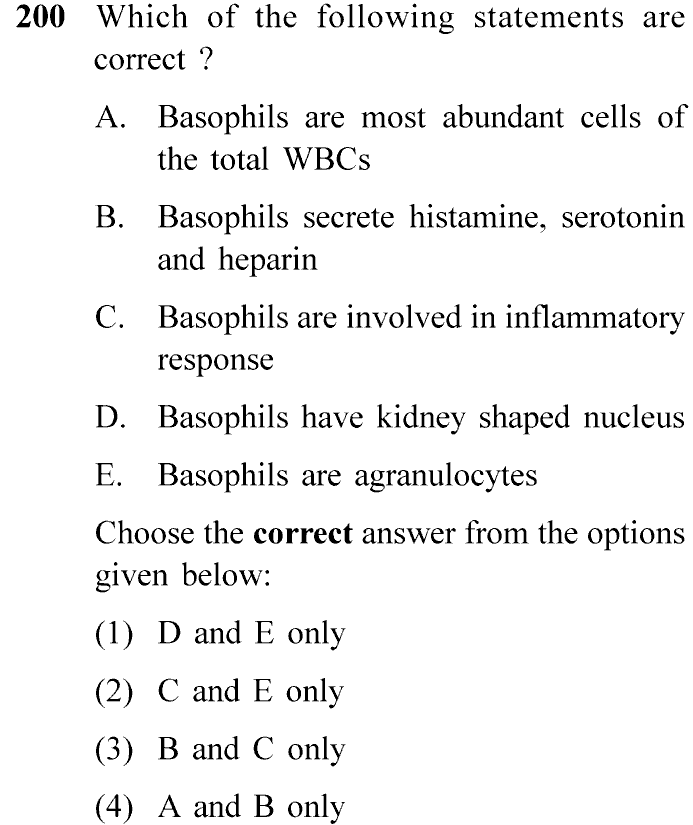 200 Which of the following statements are
correct ?
A. Basophils are most abundant cells of
the total WBCs
B. Basophils secrete histamine, serotonin
and heparin
C. Basophils are involved in inflammatory
response
D. Basophils have kidney shaped nucleus
E. Basophils are agranulocytes
Choose the correct answer from the options
given below:
(1) D and E only
(2) C and E only
(3) B and C only
(4) A and B only